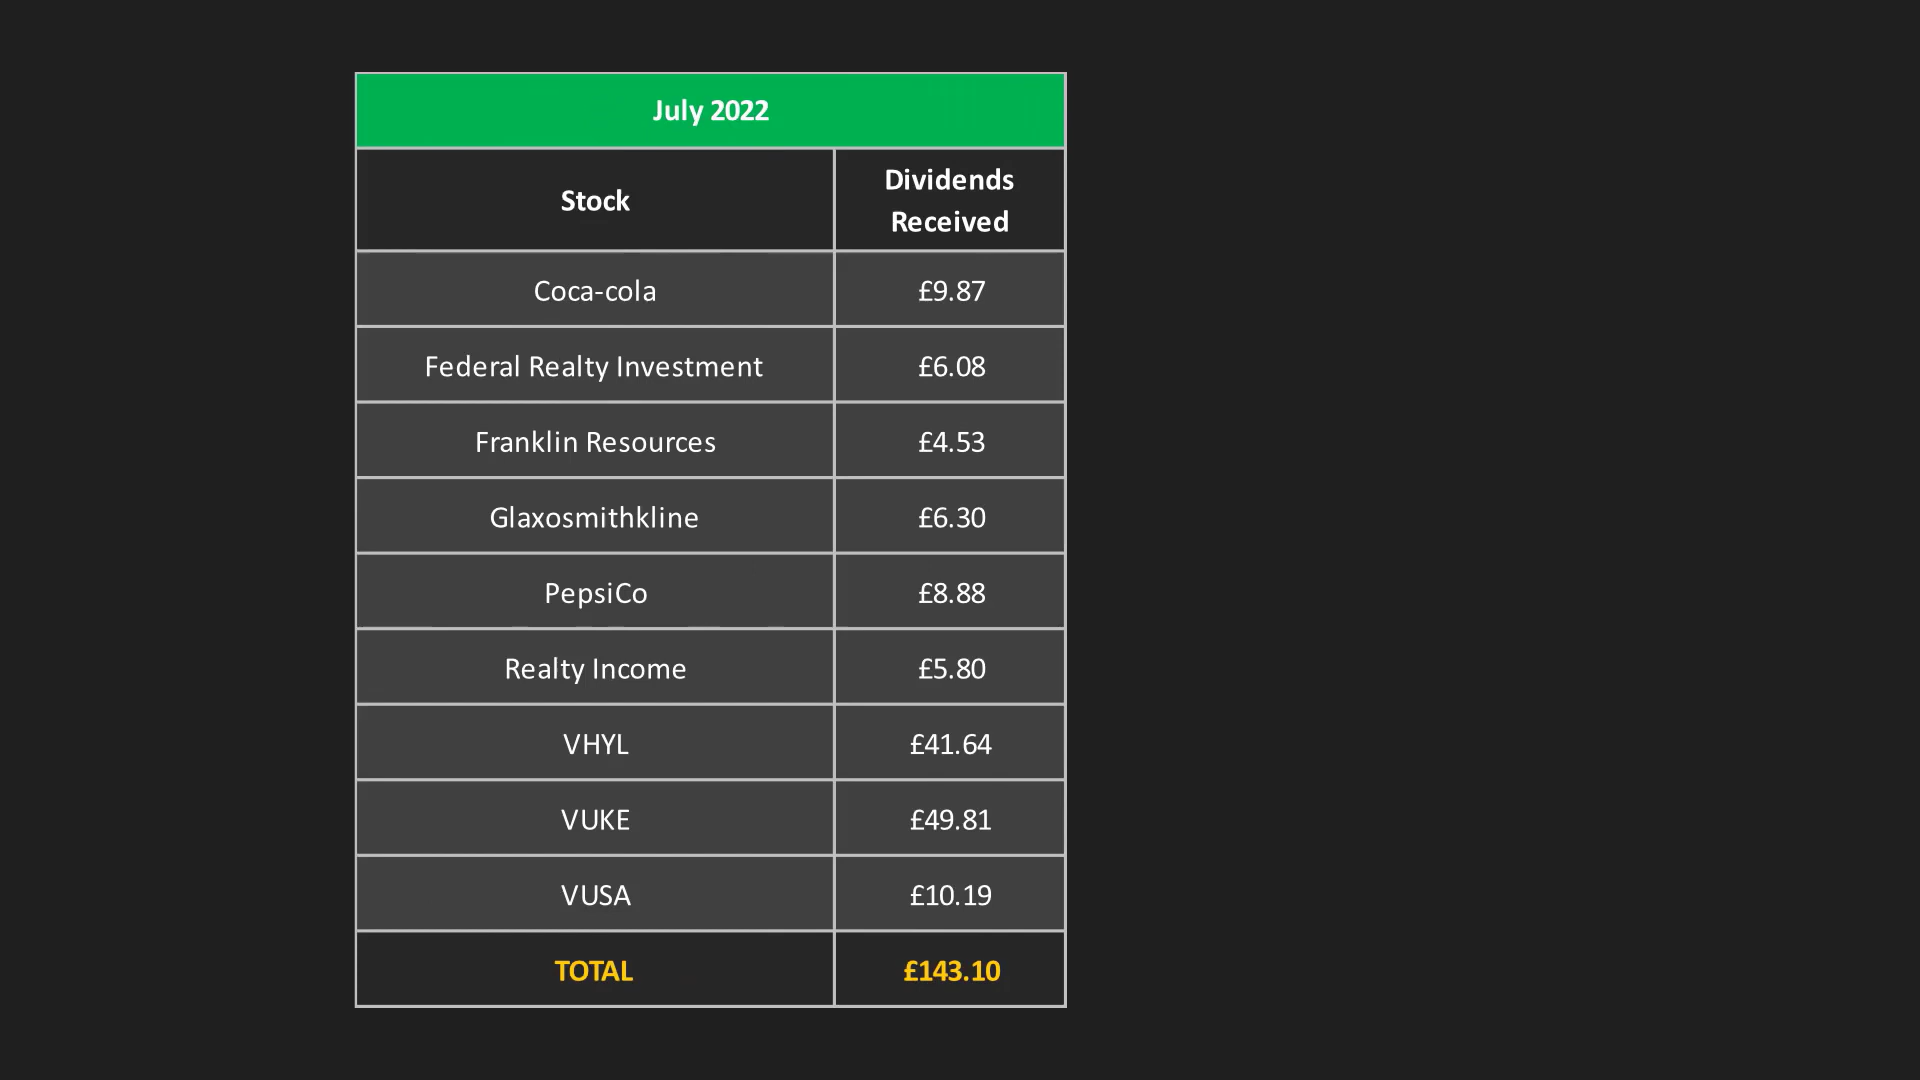 July 2022
Stock
Dividends
Received
Coca-cola £9.87
Federal Realty Investment £6.08
Franklin Resources £4.53
Glaxosmithkline £6.30
PepsiCo £8.88
Realty Income £5.80
VHYL £41.64
VUKE £49.81
VUSA £10.19
TOTAL £143.10